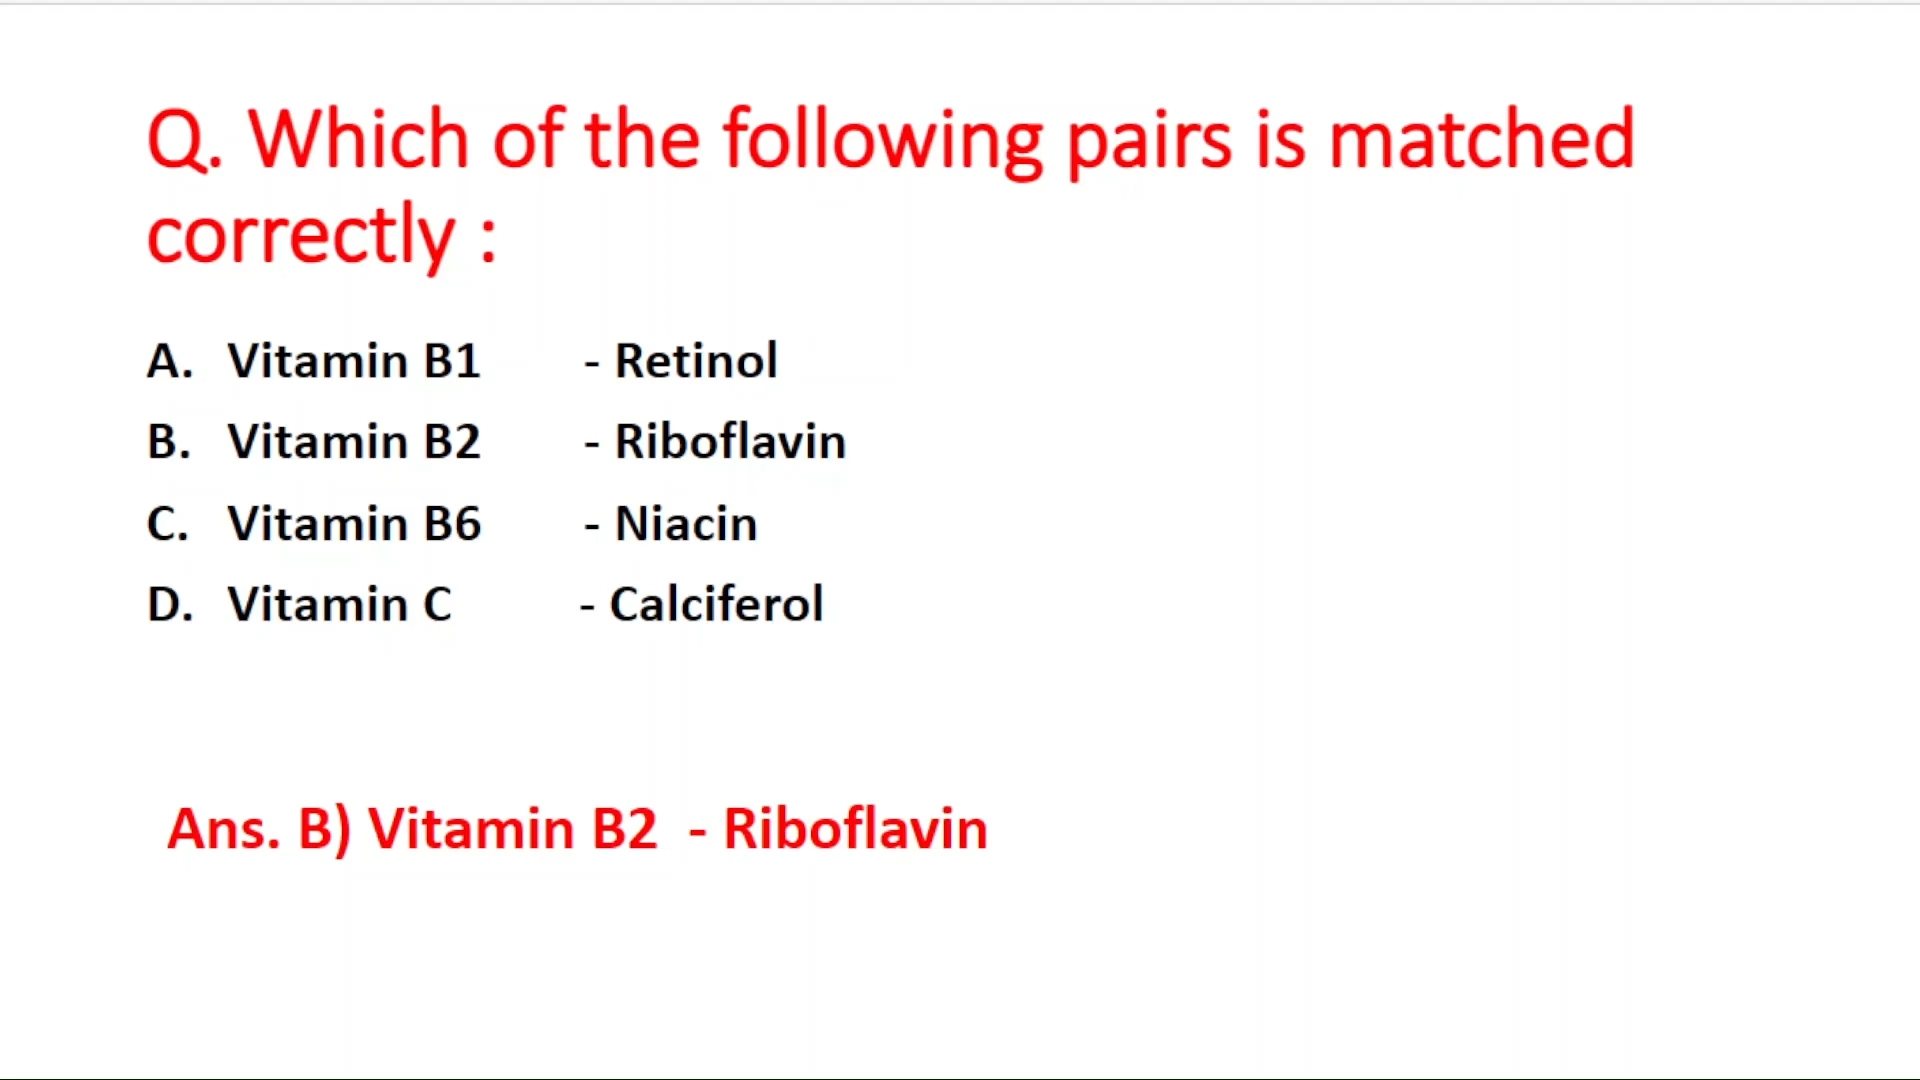 Q. Which of the following pairs is matched
correctly :
A. Vitamin B1 - Retinol
B. Vitamin B2 - Riboflavin
C. Vitamin B6 - Niacin
D. Vitamin C - Calciferol
Ans. B) Vitamin B2 - Riboflavin